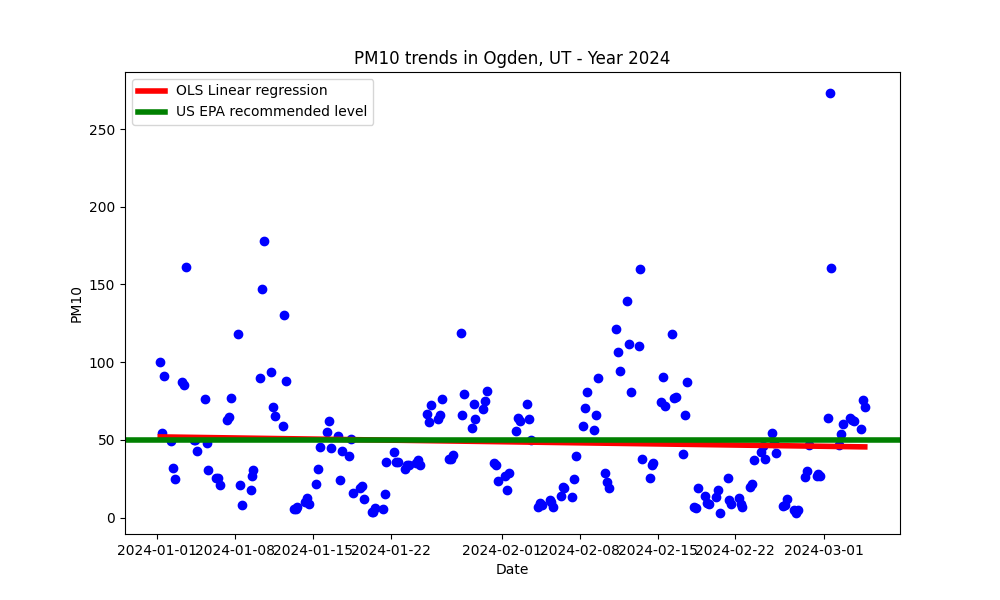 PM10 trends in Ogden, UT - Year 2024
OLS Linear regression
US EPA recommended level
PM10
250
200
150
100
50
0
2024-01-01 2024-01-08 2024-01-15 2024-01-22 2024-02-01 2024-02-08 2024-02-15 2024-02-22 2024-03-01
Date